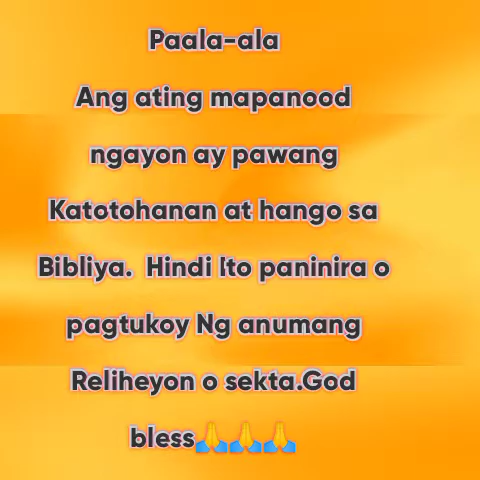 Paala-ala
Ang ating mapanood
ngayon ay pawang
Katotohanan at hango sa
Bibliya.  Hindi Ito paninira o
pagtukoy Ng anumang
Reliheyon o sekta.God
bless🙏🙏🙏